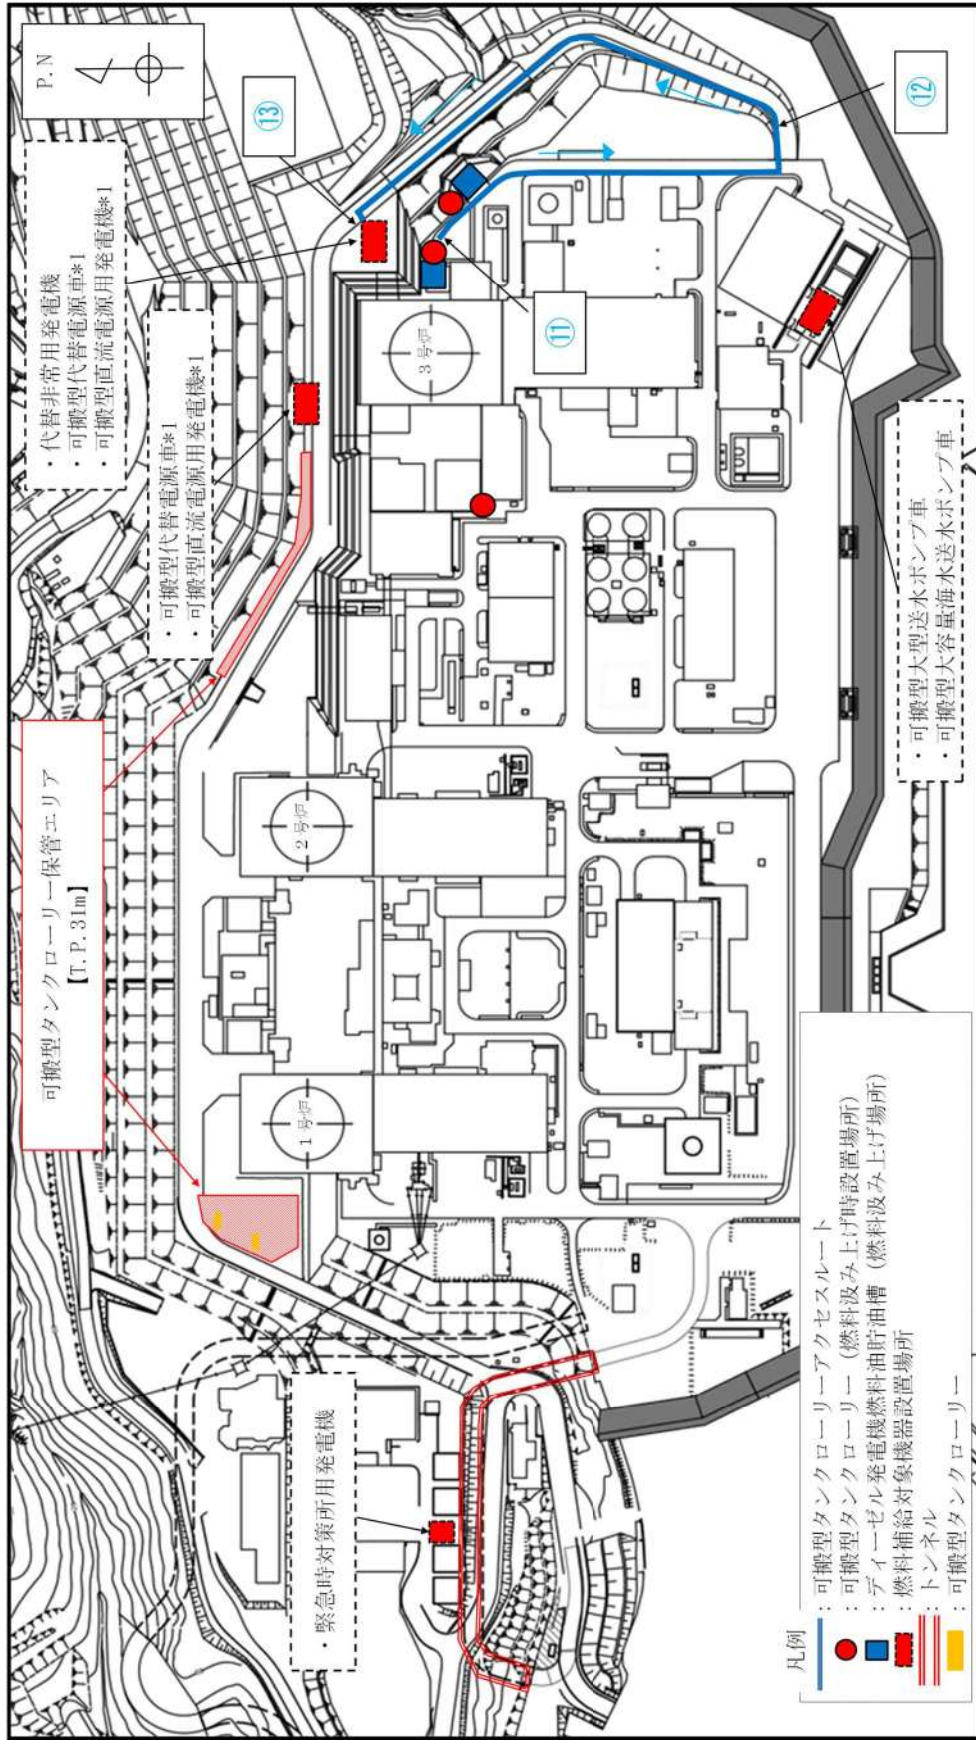 P.N
・代替非常用発電機
・可搬型代替電源車*1
・可搬型直流電源用発電機*1
⑬
・可搬型代替電源車*1
・可搬型直流電源用発電機*1
可搬型タンクローリー保管エリア
【T.P.31m】
⑫
⑪
3号炉
2号炉
1号炉
・緊急時対策所用発電機
・可搬型大型送水ポンプ車
・可搬型大容量海水送水ポンプ車
凡例
：可搬型タンクローリーアクセスルート
：可搬型タンクローリー（燃料汲み上げ時設置場所）
：ディーゼル発電機燃料油貯油槽（燃料汲み上げ場所）
：燃料補給対象機器設置場所
：トンネル
：可搬型タンクローリー